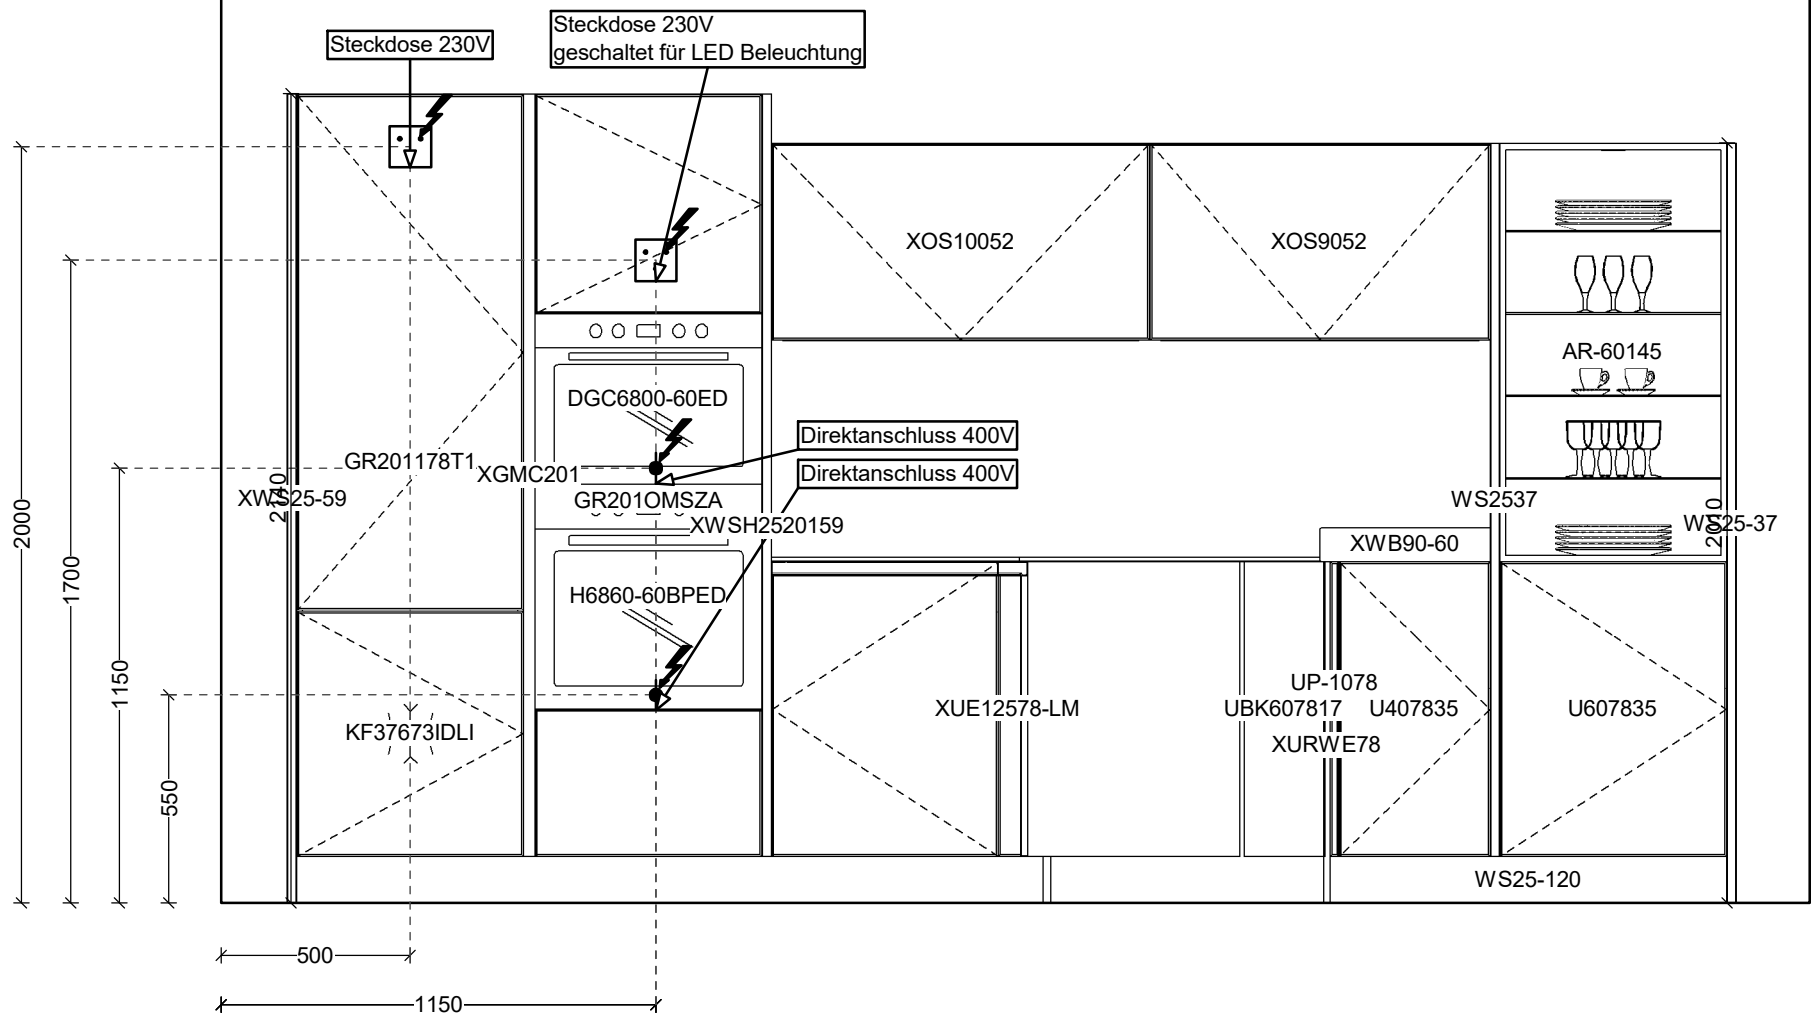 Steckdose 230V
Steckdose 230V
geschaltet für LED Beleuchtung
XOS10052
XOS9052
AR-60145
DGC6800-60ED
Direktanschluss 400V
Direktanschluss 400V
GR201178T1
XGMC201
GR201OMSZA
XWS25-59
2140
XWSH2520159
WS2537
WS25-37
2010
XWB90-60
H6860-60BPED
2000
1700
1150
550
KF37673IDLI
XUE12578-LM
UP-1078
UBK607817
U407835
XURWE78
U607835
WS25-120
500
1150